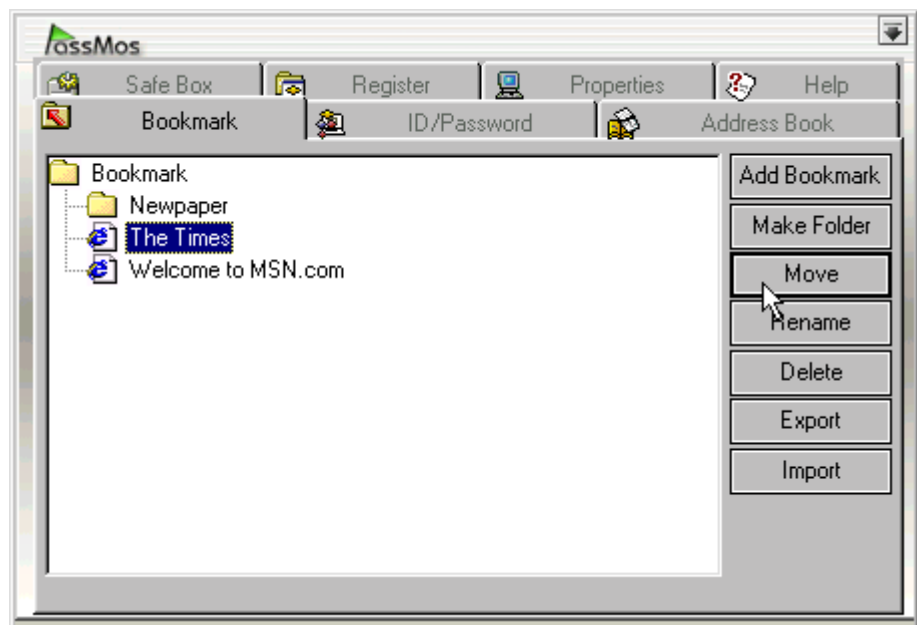 PassMos
Safe Box Register Properties Help
Bookmark ID/Password Address Book
Bookmark
Newpaper
The Times
Welcome to MSN.com
Add Bookmark
Make Folder
Move
Rename
Delete
Export
Import